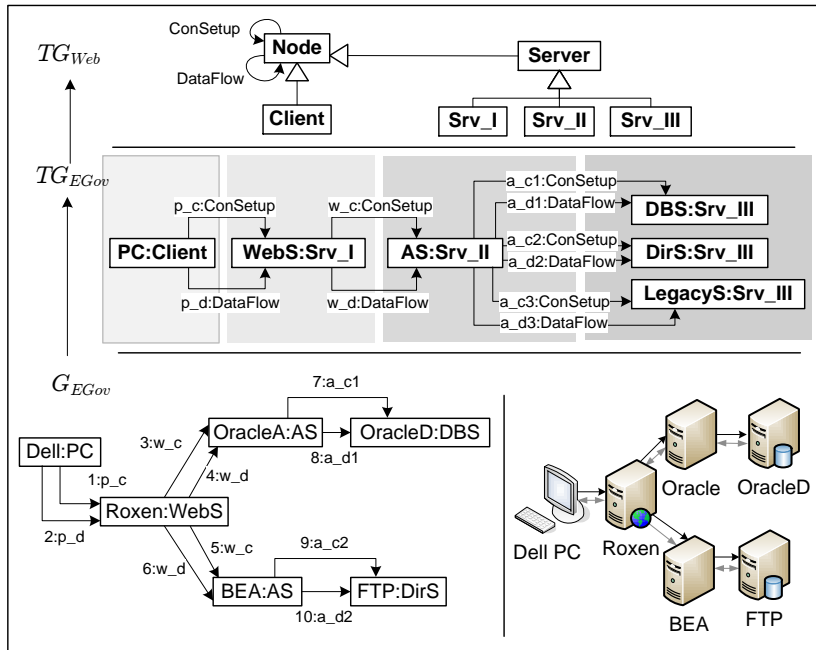 ConSetup
Node
Server
TG_Web
DataFlow
Client
Srv_I
Srv_II
Srv_III
TG_EGov
p_c:ConSetup
w_c:ConSetup
a_c1:ConSetup
a_d1:DataFlow
DBS:Srv_III
PC:Client
WebS:Srv_I
AS:Srv_II
a_c2:ConSetup
a_d2:DataFlow
DirS:Srv_III
p_d:DataFlow
w_d:DataFlow
a_c3:ConSetup
LegacyS:Srv_III
a_d3:DataFlow
G_EGov
7:a_c1
Dell:PC
3:w_c
OracleA:AS
OracleD:DBS
8:a_d1
1:p_c
4:w_d
Roxen:WebS
2:p_d
5:w_c
9:a_c2
6:w_d
BEA:AS
FTP:DirS
10:a_d2
Oracle
OracleD
Dell PC
Roxen
BEA
FTP